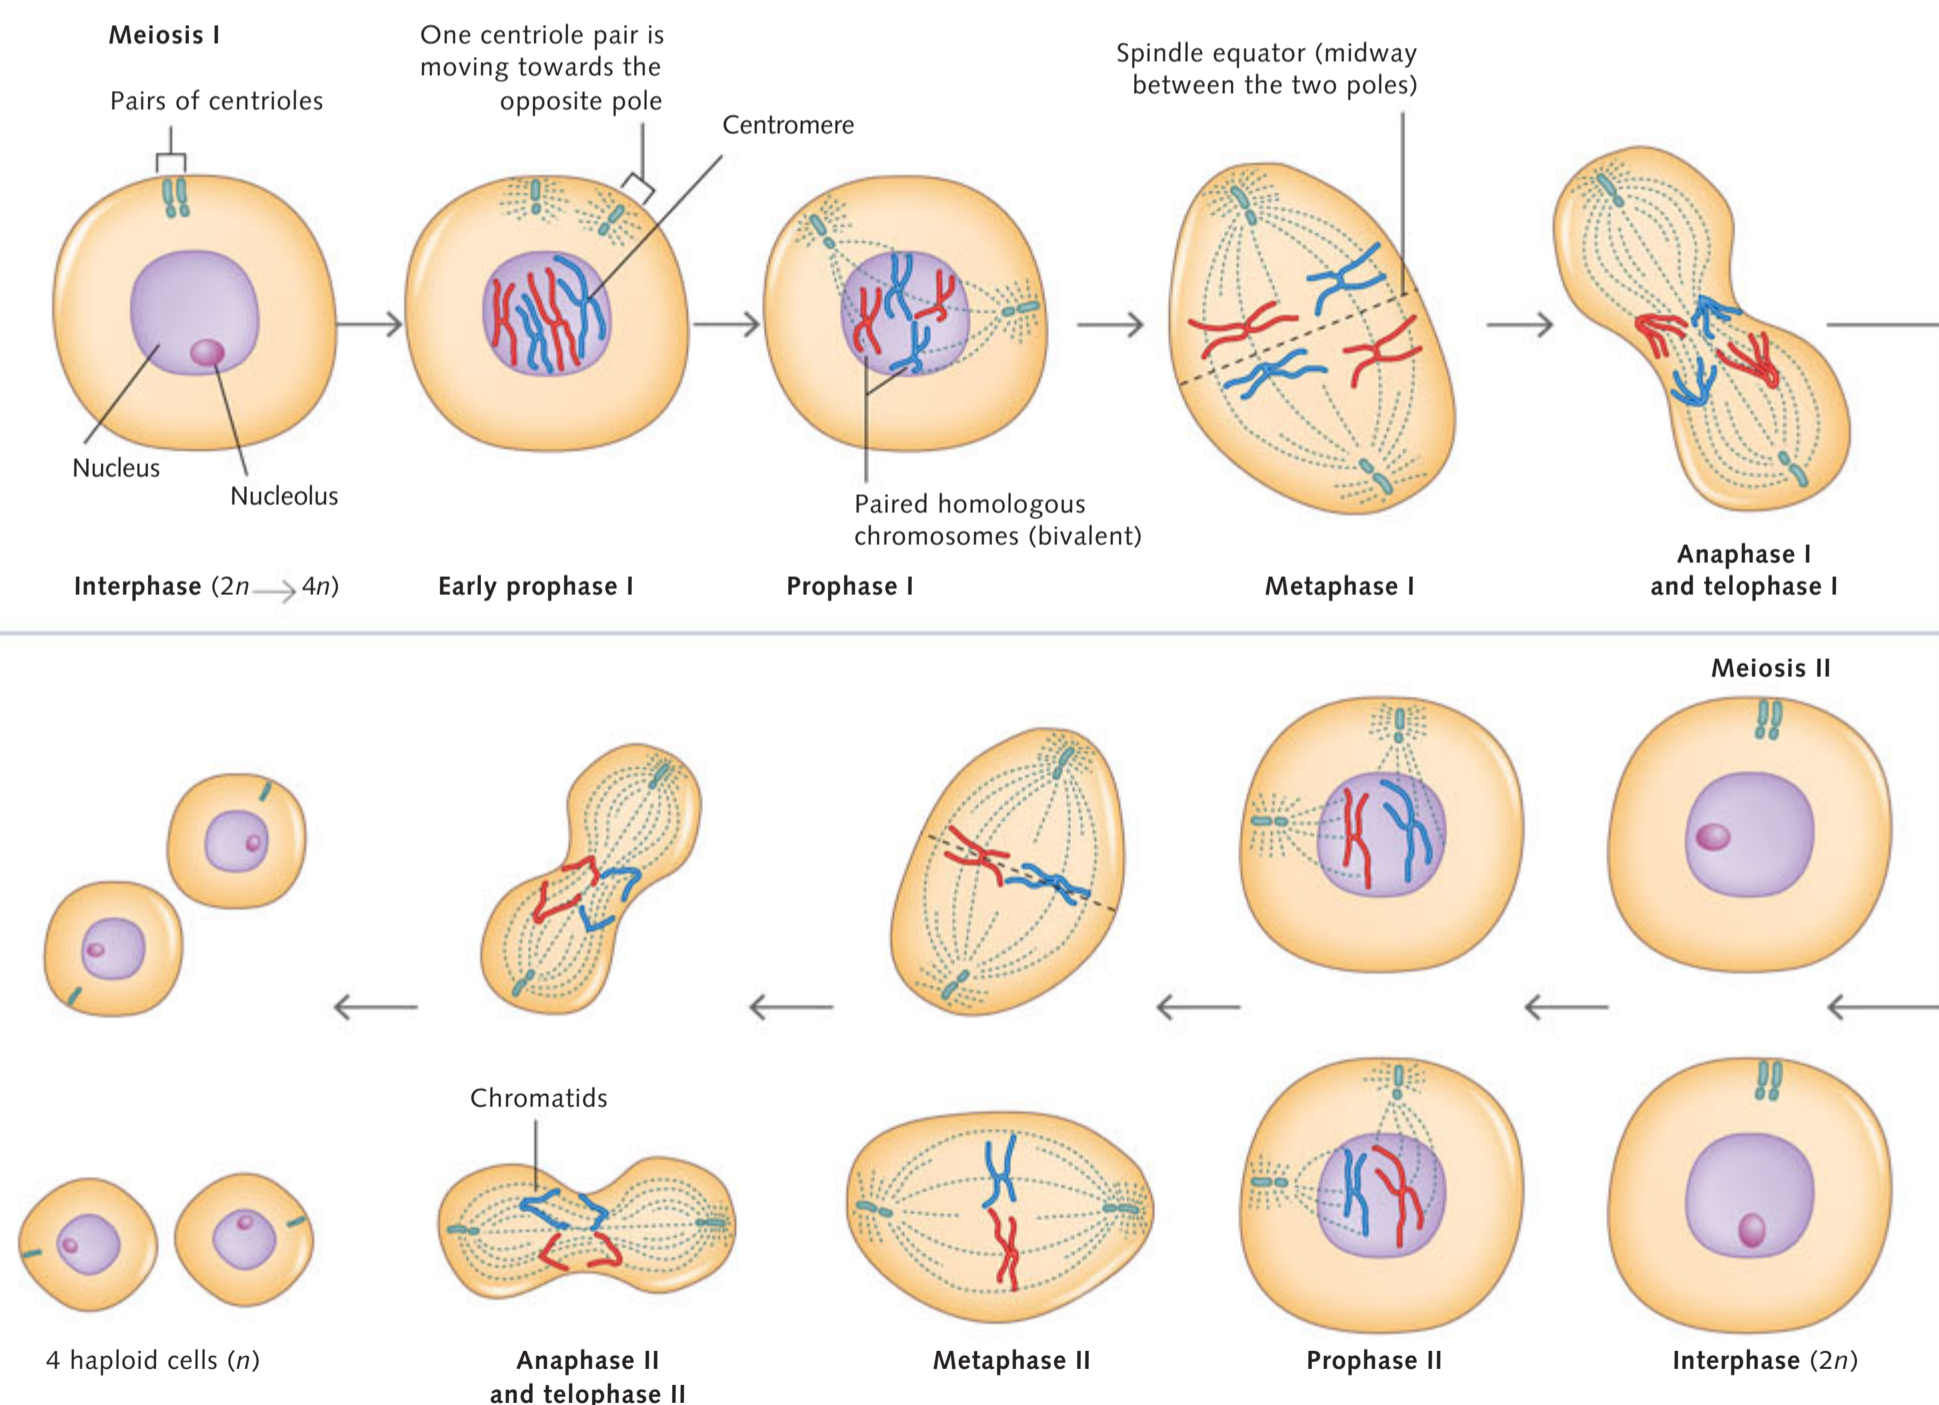 Meiosis I
Pairs of centrioles
One centriole pair is
moving towards the
opposite pole
Centromere
Spindle equator (midway
between the two poles)
Nucleus
Nucleolus
Paired homologous
chromosomes (bivalent)
Interphase (2n → 4n)
Early prophase I
Prophase I
Metaphase I
Anaphase I
and telophase I
Meiosis II
Chromatids
4 haploid cells (n)
Anaphase II
and telophase II
Metaphase II
Prophase II
Interphase (2n)